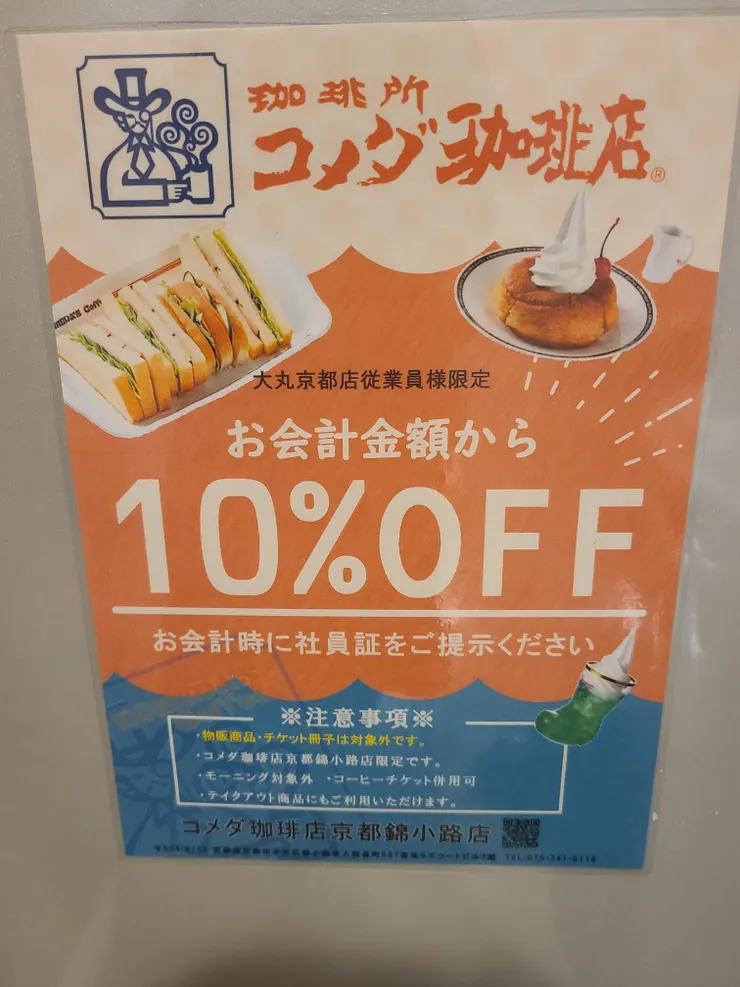 珈琲所
コメダ珈琲店®
大丸京都店従業員様限定
お会計金額から
10%OFF
お会計時に社員証をご提示ください
※注意事項※
・物販商品・チケット冊子は対象外です。
・コメダ珈琲店京都錦小路店限定です。
・モーニング対象外 ・コーヒーチケット併用可
・テイクアウト商品にもご利用いただけます。
コメダ珈琲店京都錦小路店